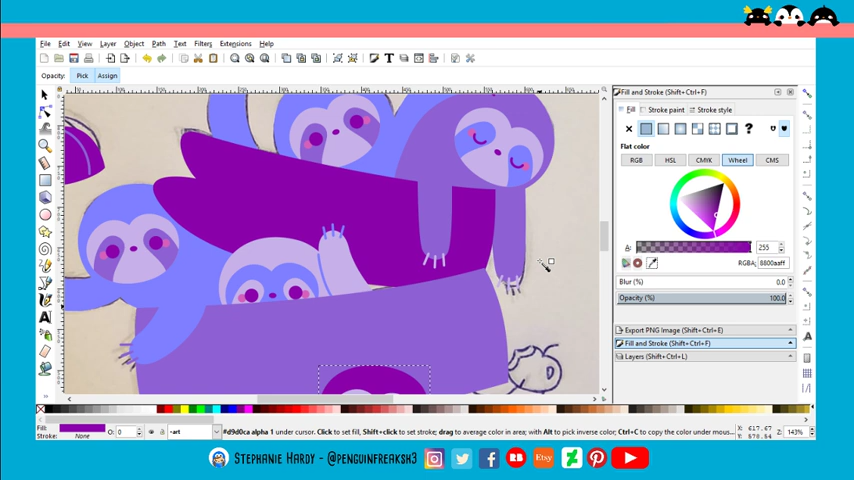 File Edit View Layer Object Path Text Filters Extensions Help
Opacity: Pick Assign
Fill and Stroke (Shift+Ctrl+F)
Fill Stroke paint Stroke style
Flat color
RGB HSL CMYK Wheel CMS
A: 255
RGBA: 8800aaff
Blur (%) 0.0
Opacity (%) 100.0
Export PNG Image (Shift+Ctrl+E)
Fill and Stroke (Shift+Ctrl+F)
Layers (Shift+Ctrl+L)
Fill:
Stroke: None
O: 0
art
#d9d0ca alpha 1 under cursor. Click to set fill, Shift+click to set stroke; drag to average color in area; with Alt to pick inverse color; Ctrl+C to copy the color under mous...
X: 617.67
Y: 578.54
143%
STEPHANIE HARDY - @PENGUINFREAKSH3
RB Etsy